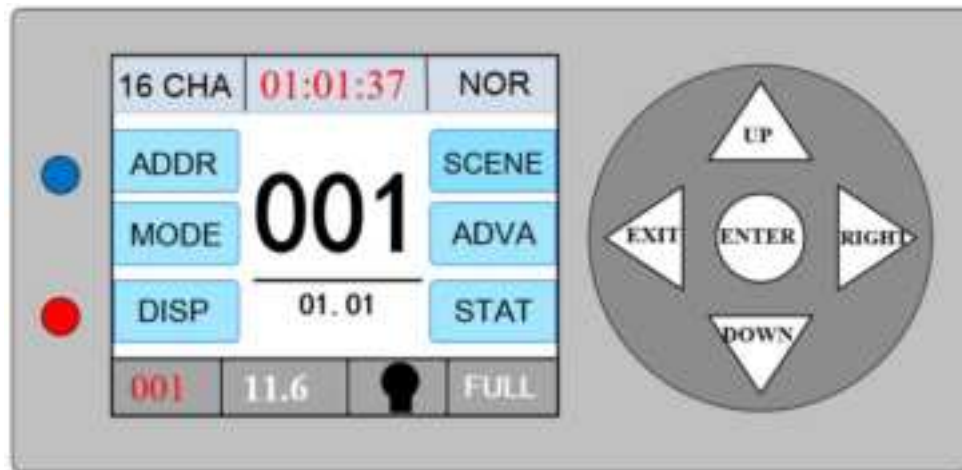 16 CHA 01:01:37 NOR
ADDR SCENE
001
MODE ADVA
DISP 01. 01 STAT
001 11.6 FULL
UP
EXIT ENTER RIGHT
DOWN